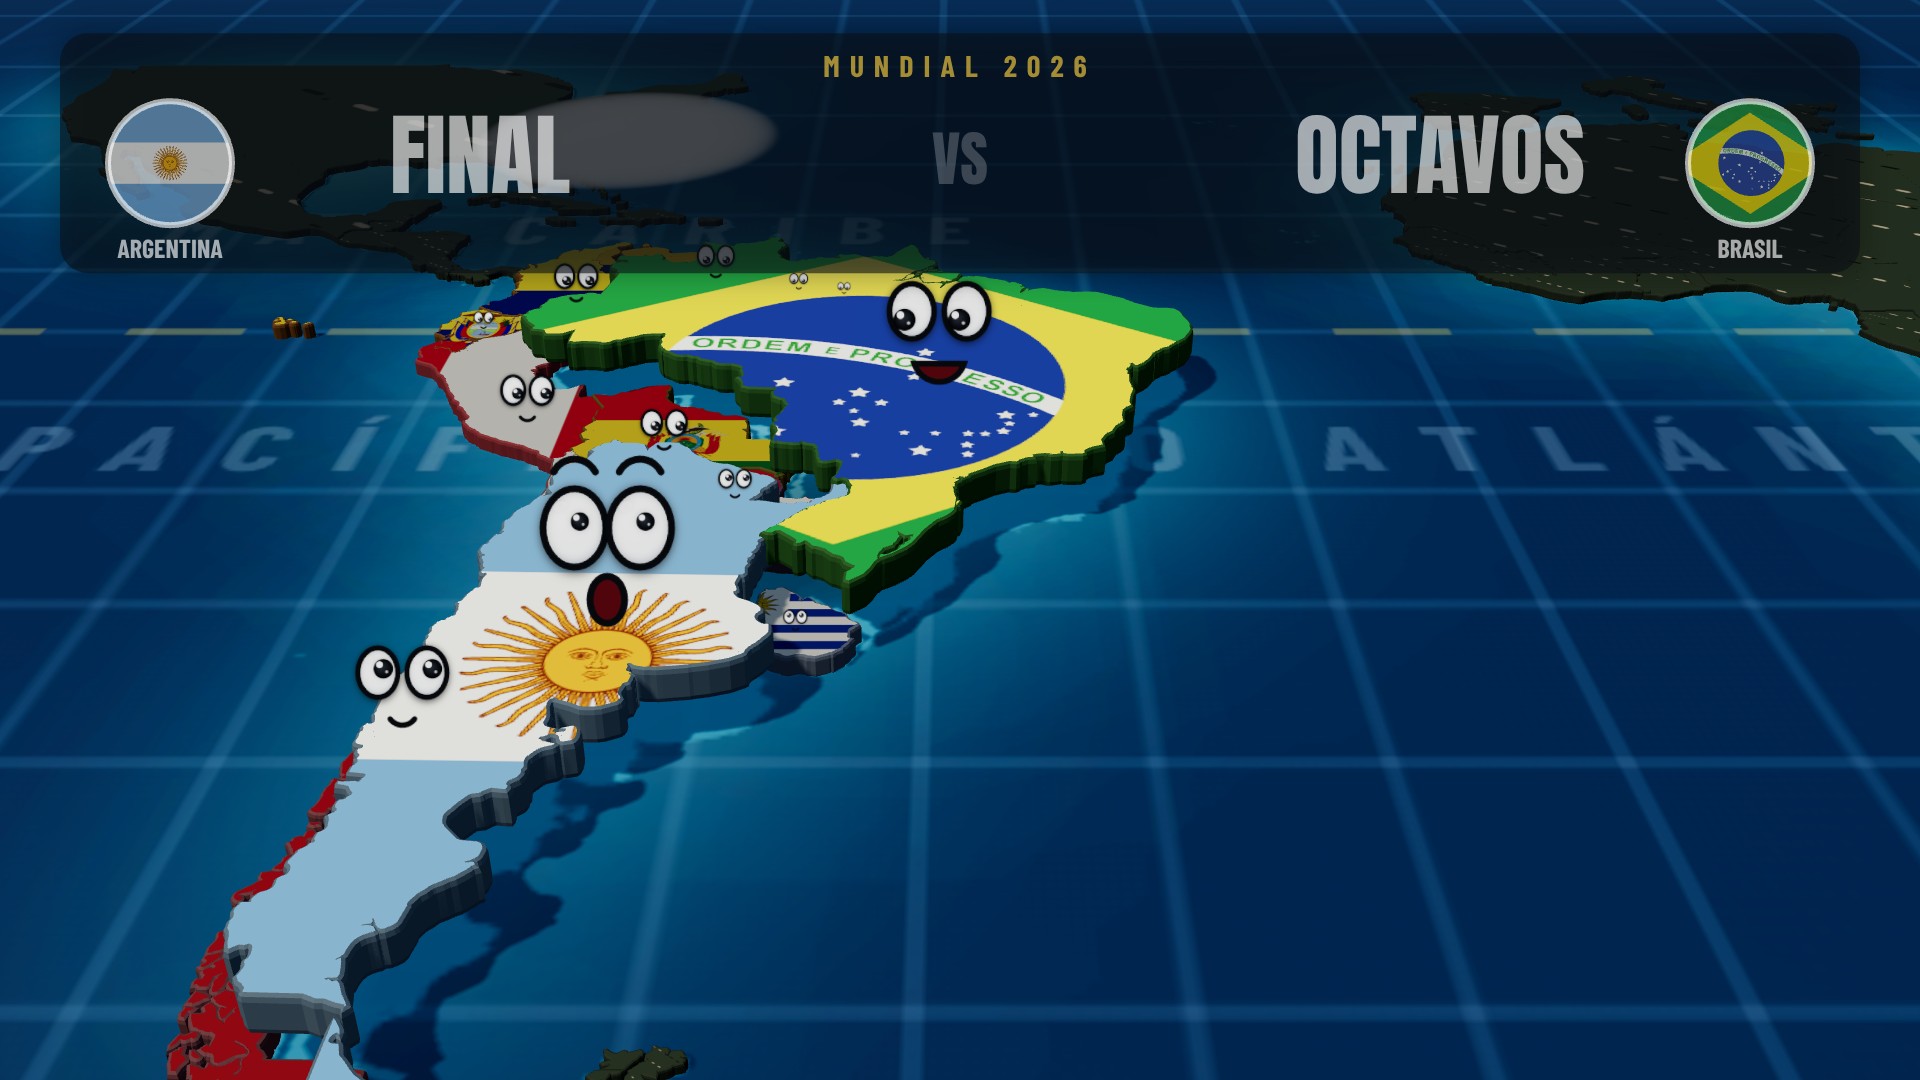 MUNDIAL 2026
FINAL
VS
OCTAVOS
ARGENTINA
BRASIL
CARIBE
ORDEM E PROGRESSO
PACÍF
ATLÁNT